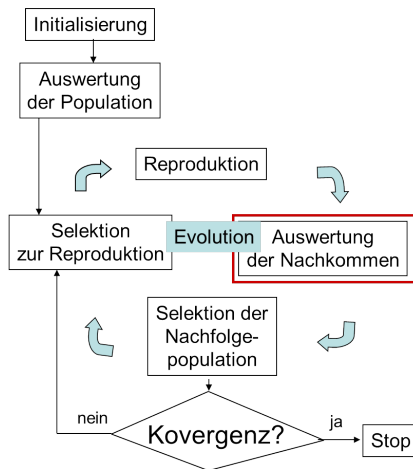 Initialisierung
Auswertung
der Population
Reproduktion
Selektion
zur Reproduktion
Evolution
Auswertung
der Nachkommen
Selektion der
Nachfolge-
population
nein
Kovergenz?
ja
Stop